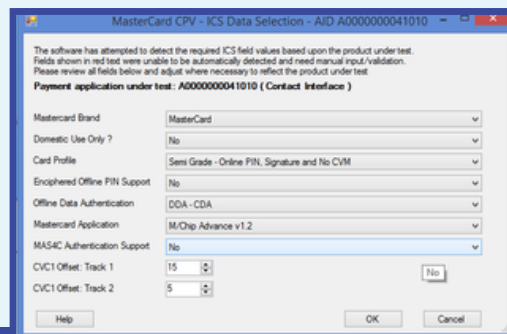 MasterCard CPV - ICS Data Selection - AID A0000000041010
The software has attempted to detect the required ICS field values based upon the product under test.
Fields shown in red text were unable to be automatically detected and need manual input/validation.
Please review all fields below and adjust where necessary to reflect the product under test
Payment application under test: A0000000041010 ( Contact Interface )
Mastercard Brand MasterCard
Domestic Use Only ? No
Card Profile Semi Grade - Online PIN, Signature and No CVM
Enciphered Offline PIN Support No
Offline Data Authentication DDA - CDA
Mastercard Application M/Chip Advance v1.2
MAS4C Authentication Support No
CVC1 Offset: Track 1 15
No
CVC1 Offset: Track 2 5
Help OK Cancel